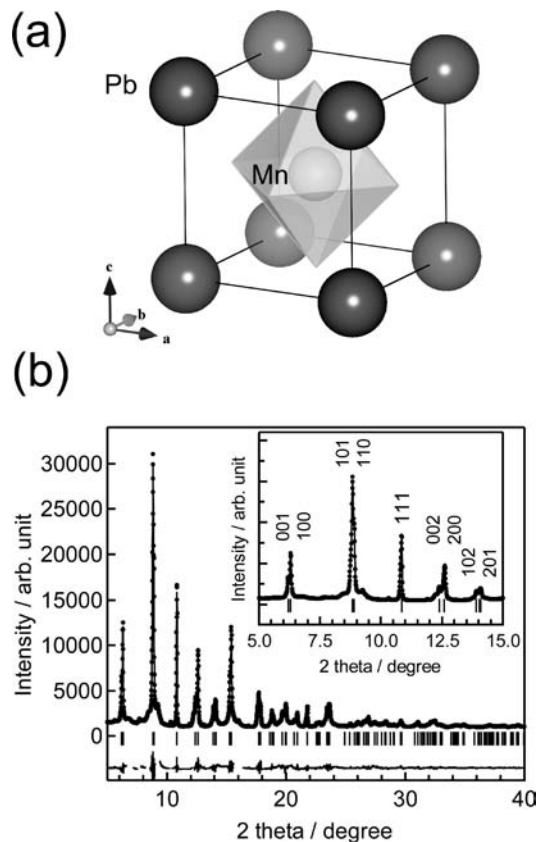 (a)
Pb
Mn
c
b
a
(b)
Intensity / arb. unit
30000
25000
20000
15000
10000
5000
0
10
20
30
40
2 theta / degree
Intensity / arb. unit
001
100
101
110
111
002
200
102
201
5.0
7.5
10.0
12.5
15.0
2 theta / degree